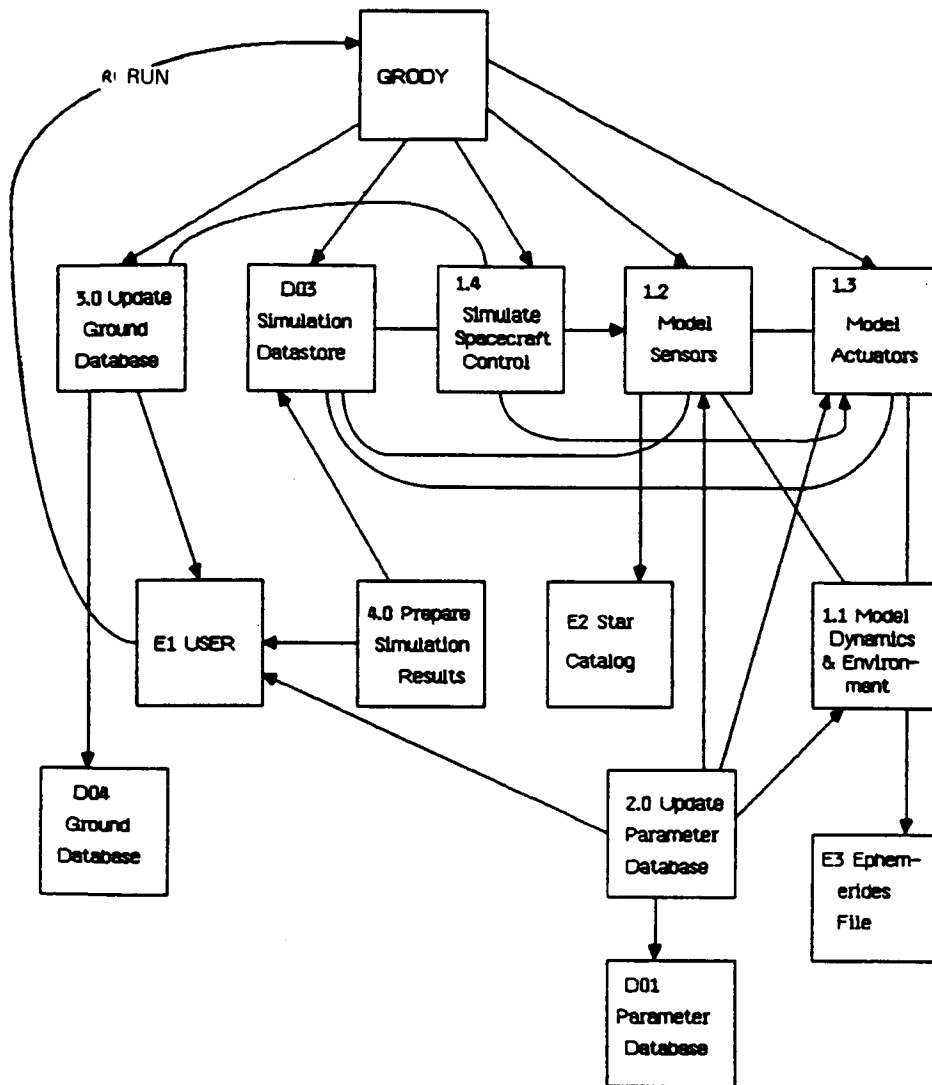 GRODY
RUN
3.0 Update
Ground
Database
D03
Simulation
Datastore
1.4
Simulate
Spacecraft
Control
1.2
Model
Sensors
1.3
Model
Actuators
E1 USER
4.0 Prepare
Simulation
Results
E2 Star
Catalog
1.1 Model
Dynamics
& Environ-
ment
D04
Ground
Database
2.0 Update
Parameter
Database
E3 Ephem-
erides
File
D01
Parameter
Database